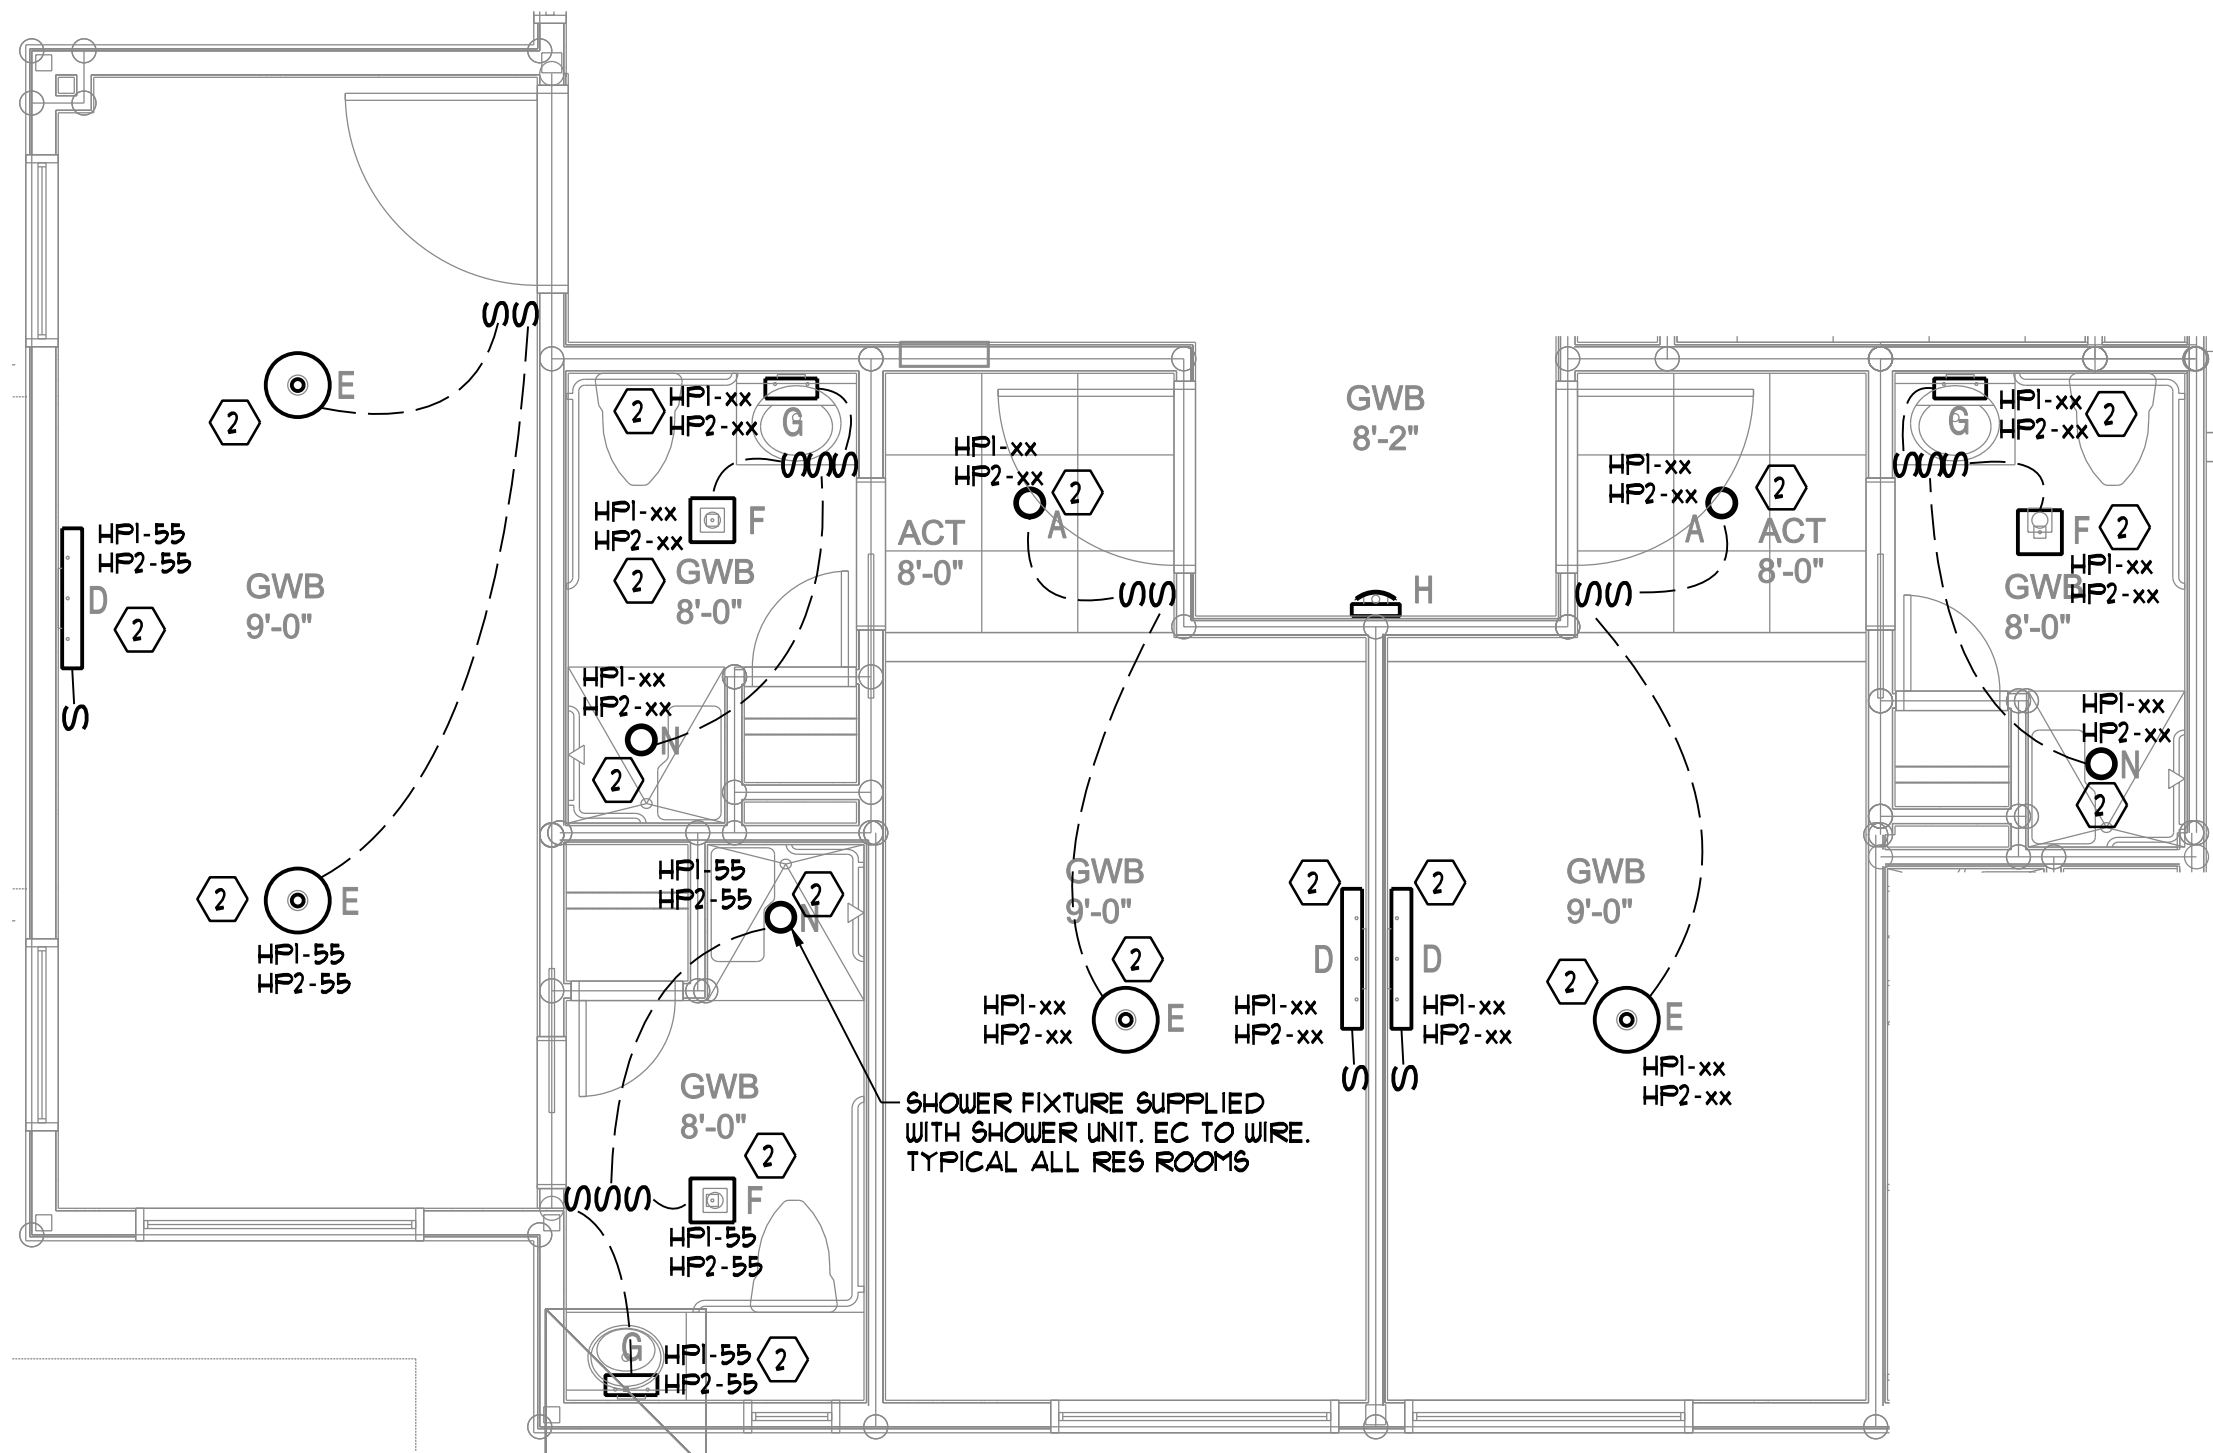 SS
E
2
HP1-55
HP2-55
D
2
S
GWB
9'-0"
2
E
HP1-55
HP2-55
2
HP1-xx
HP2-xx
G
SSS
HP1-xx
HP2-xx
F
2
GWB
8'-0"
HP1-xx
HP2-xx
N
2
HP1-55
HP2-55
2
N
GWB
8'-0"
2
SSS
F
HP1-55
HP2-55
G
HP1-55
HP2-55
2
HP1-xx
HP2-xx
2
A
ACT
8'-0"
SS
GWB
8'-2"
H
HP1-xx
HP2-xx
2
A
ACT
8'-0"
SS
GWB
9'-0"
2
HP1-xx
HP2-xx
E
2
D
HP1-xx
HP2-xx
S
2
D
HP1-xx
HP2-xx
S
GWB
9'-0"
2
E
HP1-xx
HP2-xx
SHOWER FIXTURE SUPPLIED
WITH SHOWER UNIT. EC TO WIRE.
TYPICAL ALL RES ROOMS
G
HP1-xx
HP2-xx
2
SSS
F
2
HP1-xx
HP2-xx
GWB
8'-0"
HP1-xx
HP2-xx
N
2